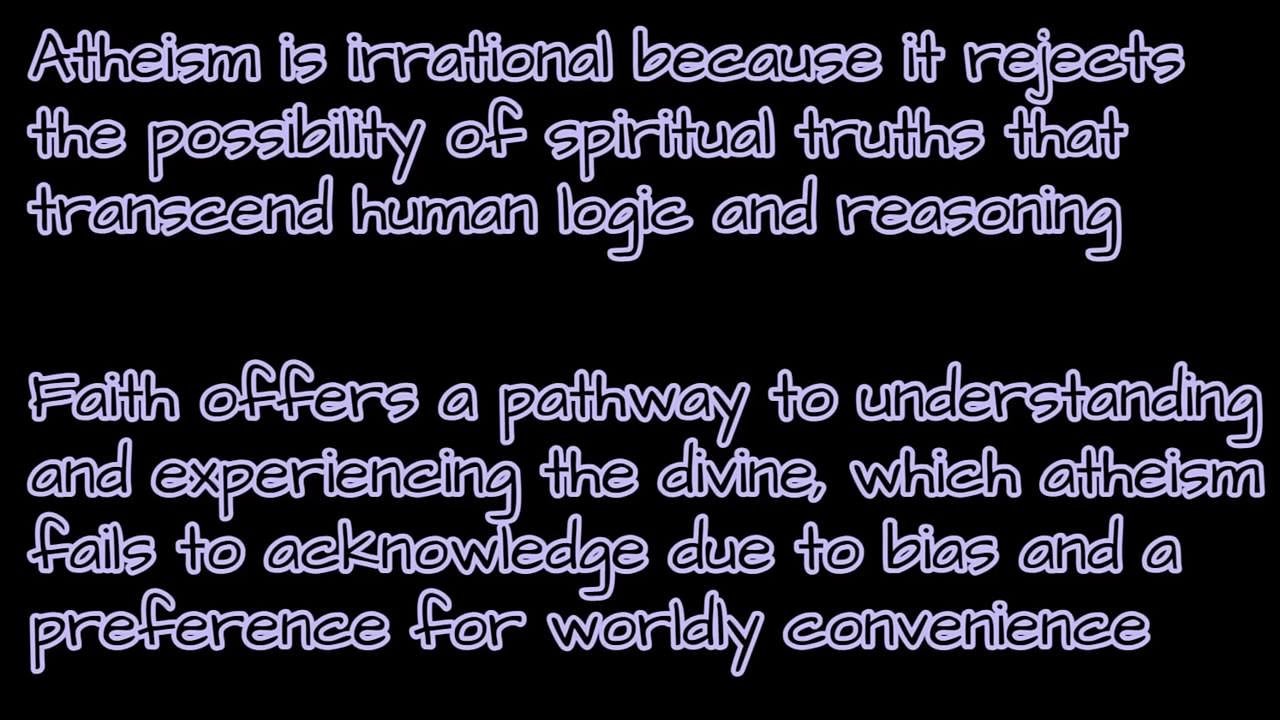 Atheism is irrational because it rejects
the possibility of spiritual truths that
transcend human logic and reasoning
Faith offers a pathway to understanding
and experiencing the divine, which atheism
fails to acknowledge due to bias and a
preference for worldly convenience